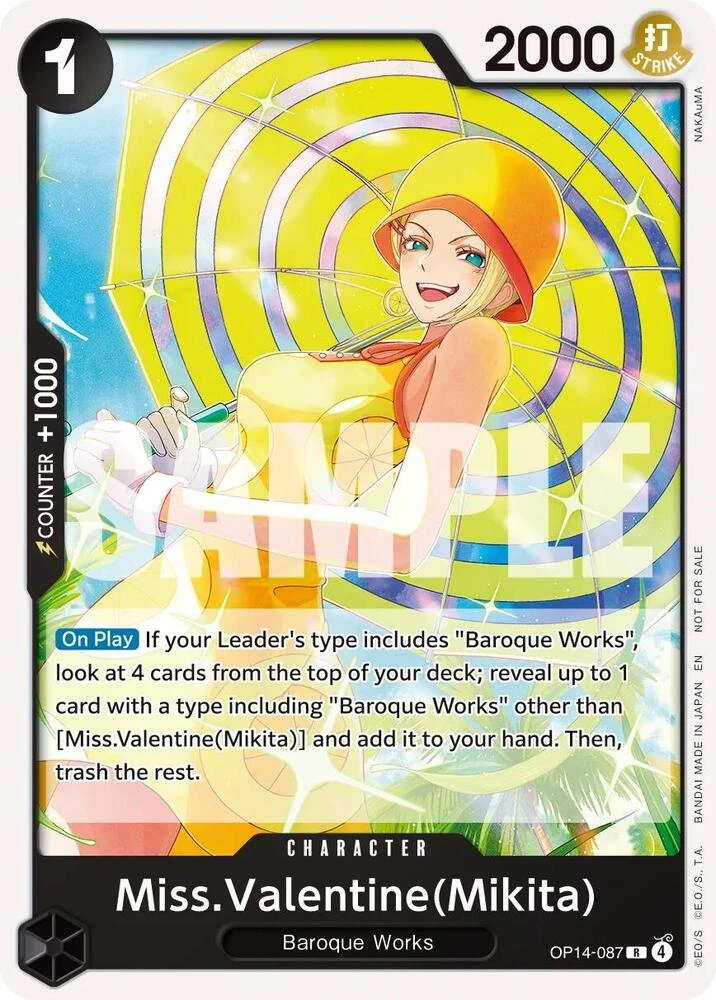 1
2000
打
STRIKE
NAKAuMA
COUNTER +1000
SAMPLE
On Play If your Leader's type includes "Baroque Works",
look at 4 cards from the top of your deck; reveal up to 1
card with a type including "Baroque Works" other than
[Miss.Valentine(Mikita)] and add it to your hand. Then,
trash the rest.
CHARACTER
Miss.Valentine(Mikita)
Baroque Works
OP14-087 R 4
©E.O/S ©E.O./S., T.A. BANDAI MADE IN JAPAN EN NOT FOR SALE